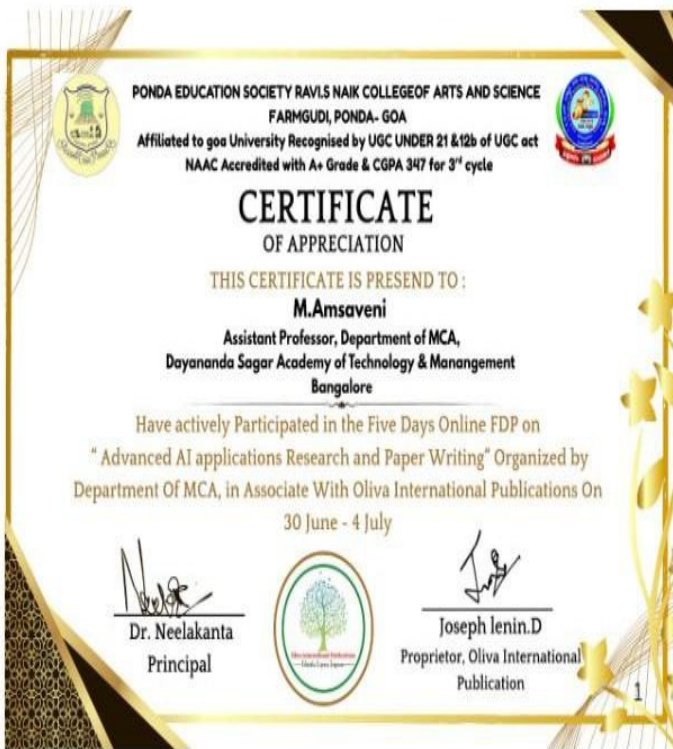 PONDA EDUCATION SOCIETY RAVI.S NAIK COLLEGEOF ARTS AND SCIENCE
FARMGUDI, PONDA- GOA
Affiliated to goa University Recognised by UGC UNDER 21 &12b of UGC act
NAAC Accredited with A+ Grade & CGPA 347 for 3rd cycle
CERTIFICATE
OF APPRECIATION
THIS CERTIFICATE IS PRESEND TO :
M.Amsaveni
Assistant Professor, Department of MCA,
Dayananda Sagar Academy of Technology & Manangement
Bangalore
Have actively Participated in the Five Days Online FDP on
“ Advanced AI applications Research and Paper Writing“ Organized by
Department Of MCA, in Associate With Oliva International Publications On
30 June - 4 July
Dr. Neelakanta
Principal
Oliva International Publications
Joseph lenin.D
Proprietor, Oliva International
Publication
1